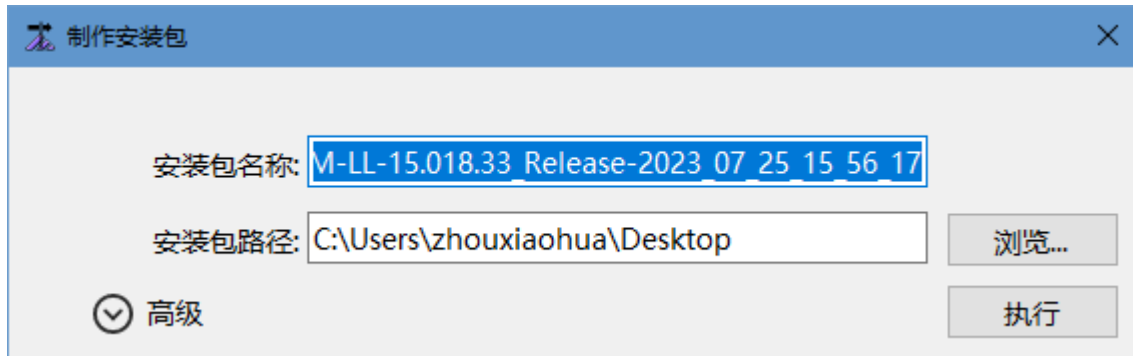 制作安装包
安装包名称: M-LL-15.018.33_Release-2023_07_25_15_56_17
安装包路径: C:\Users\zhouxiaohua\Desktop 浏览...
高级 执行